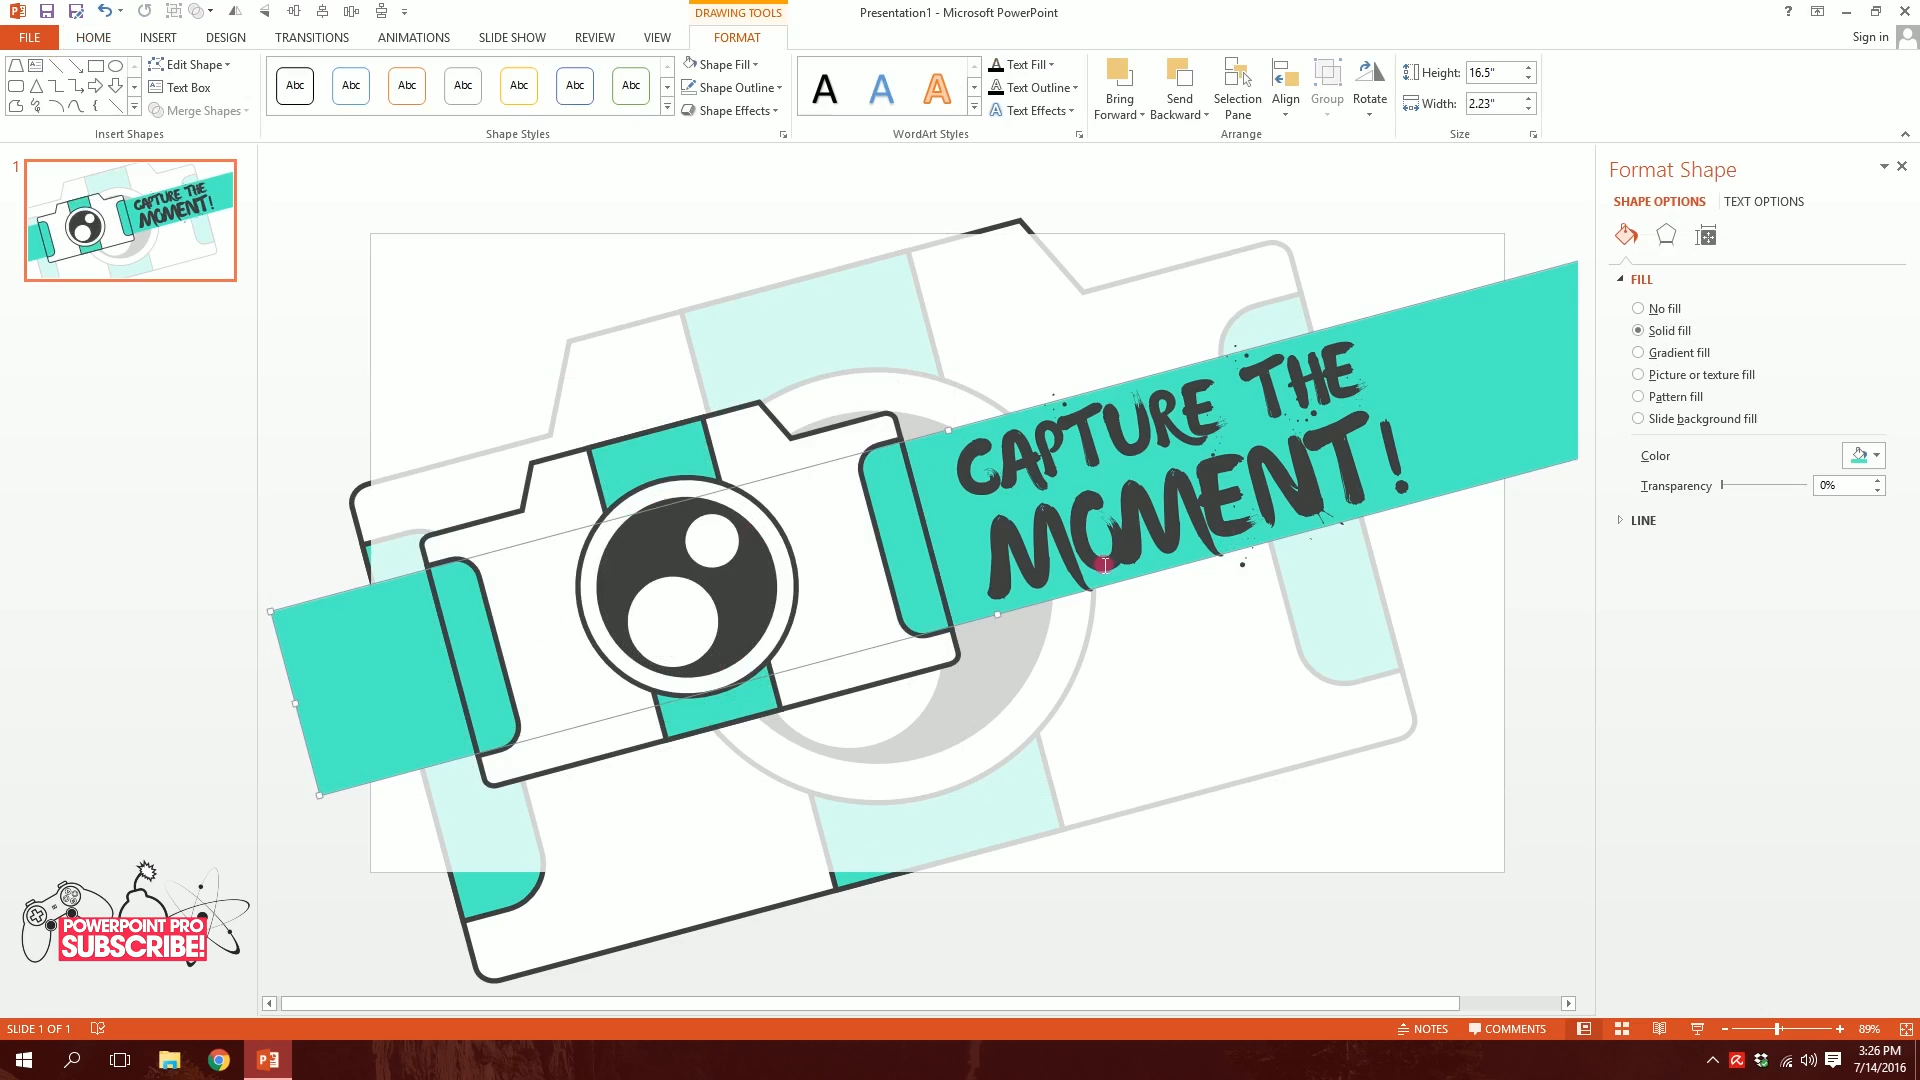 DRAWING TOOLS
Presentation1 - Microsoft PowerPoint
?
FILE
HOME
INSERT
DESIGN
TRANSITIONS
ANIMATIONS
SLIDE SHOW
REVIEW
VIEW
FORMAT
Sign in
Edit Shape
Text Box
Merge Shapes
Insert Shapes
Abc
Abc
Abc
Abc
Abc
Abc
Abc
Shape Styles
Shape Fill
Shape Outline
Shape Effects
A
A
A
WordArt Styles
Text Fill
Text Outline
Text Effects
Bring
Forward
Send
Backward
Selection
Pane
Align
Group
Rotate
Arrange
Height:
16.5"
Width:
2.23"
Size
1
CAPTURE THE
MOMENT!
CAPTURE THE
MOMENT!
POWERPOINT PRO
SUBSCRIBE!
Format Shape
SHAPE OPTIONS
TEXT OPTIONS
FILL
No fill
Solid fill
Gradient fill
Picture or texture fill
Pattern fill
Slide background fill
Color
Transparency
0%
LINE
SLIDE 1 OF 1
NOTES
COMMENTS
89%
3:26 PM
7/14/2016